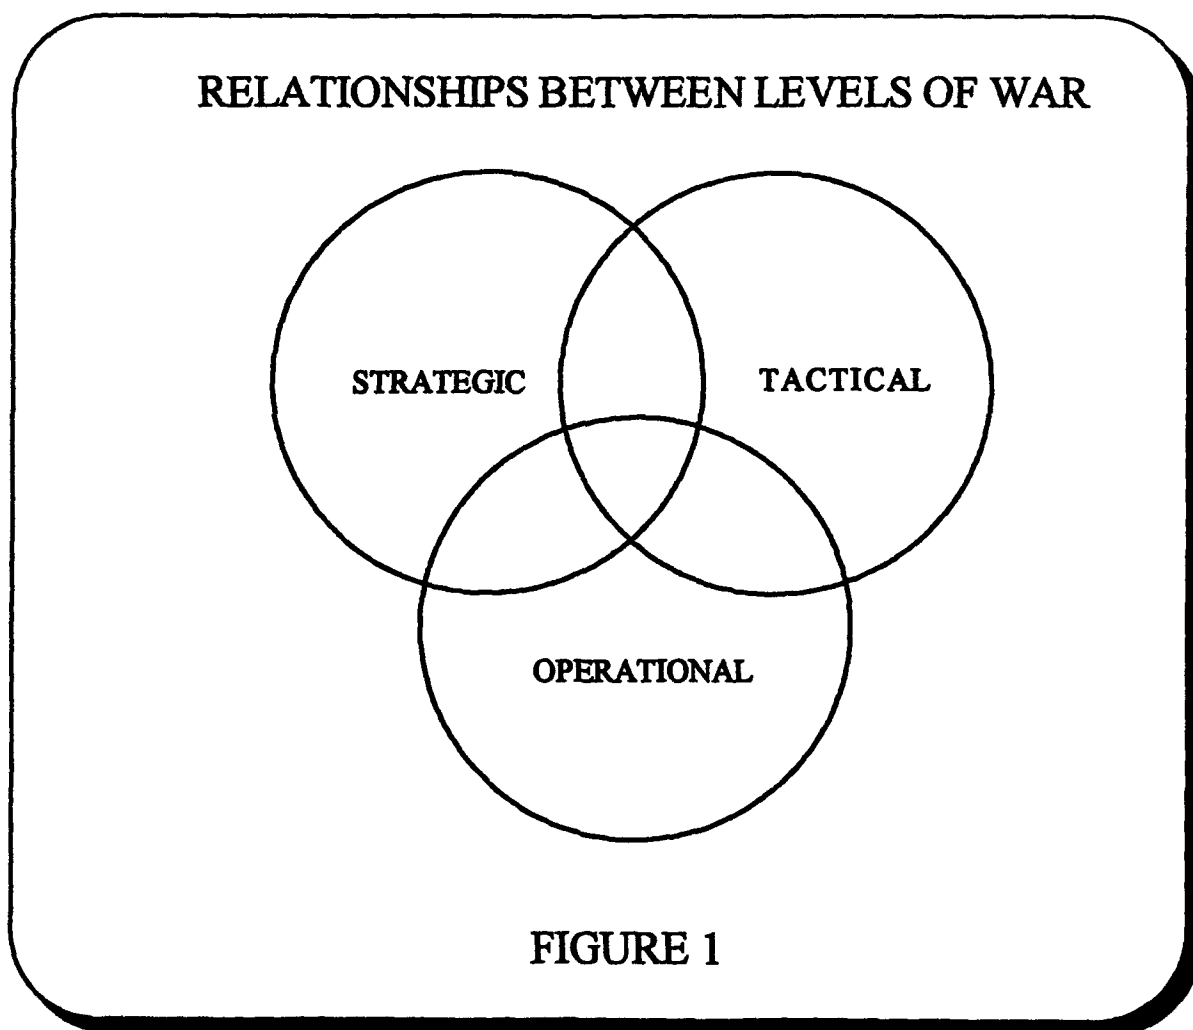 RELATIONSHIPS BETWEEN LEVELS OF WAR
STRATEGIC
TACTICAL
OPERATIONAL
FIGURE 1